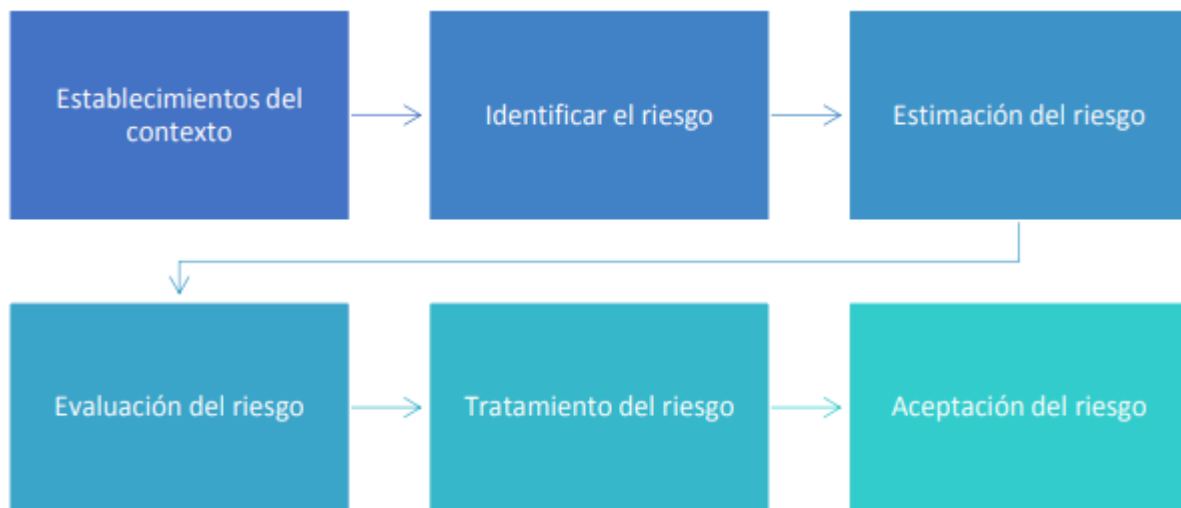 Establecimientos del
contexto
Identificar el riesgo
Estimación del riesgo
Evaluación del riesgo
Tratamiento del riesgo
Aceptación del riesgo